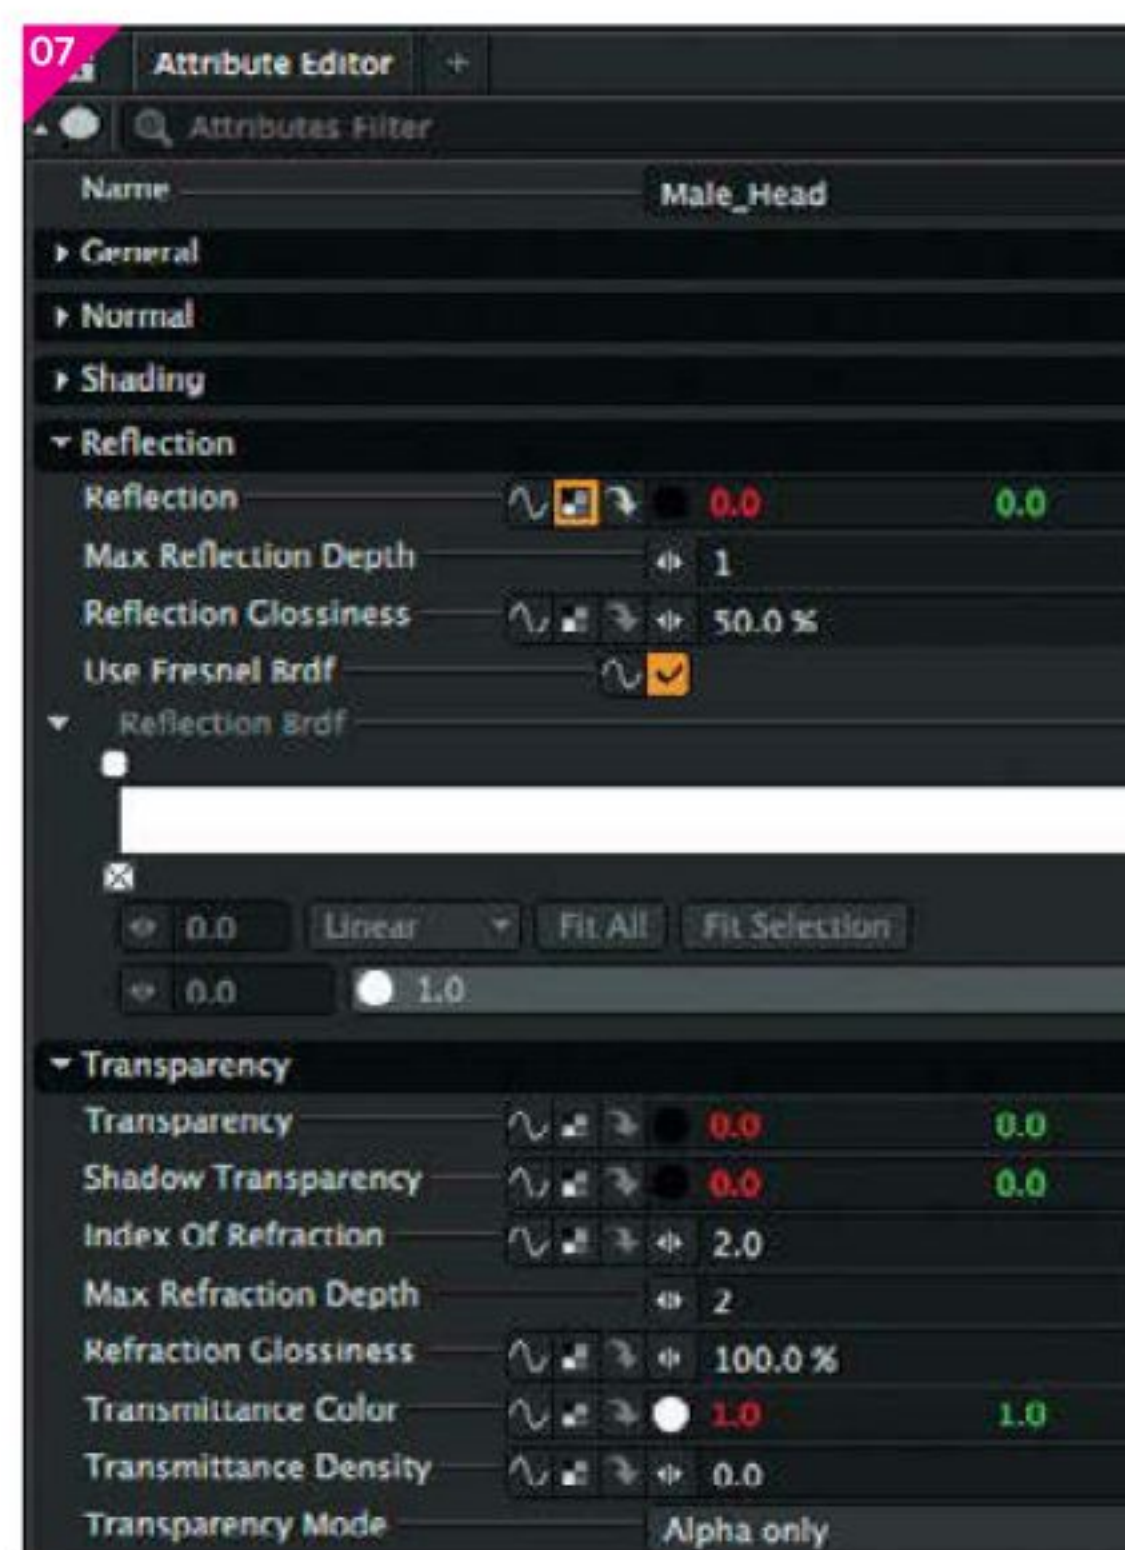 07
Attribute Editor +
Attributes Filter
Name Male_Head
General
Normal
Shading
Reflection
Reflection 0.0 0.0
Max Reflection Depth 1
Reflection Glossiness 50.0 %
Use Fresnel Brdf
Reflection Brdf
0.0 Linear Fit All Fit Selection
0.0 1.0
Transparency
Transparency 0.0 0.0
Shadow Transparency 0.0 0.0
Index Of Refraction 2.0
Max Refraction Depth 2
Refraction Glossiness 100.0 %
Transmittance Color 1.0 1.0
Transmittance Density 0.0
Transparency Mode Alpha only